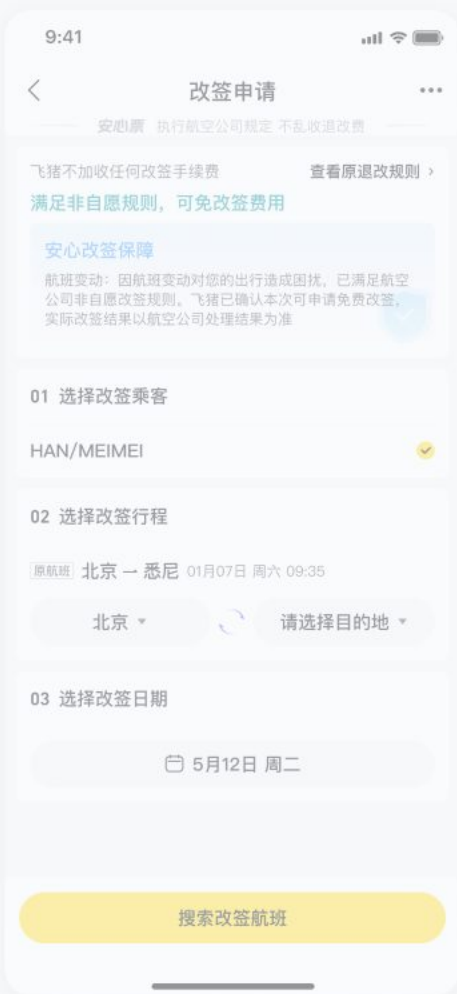 9:41
改签申请
安心票 执行航空公司规定 不乱收退改费
飞猪不加收任何改签手续费 查看原退改规则
满足非自愿规则，可免改签费用
安心改签保障
航班变动：因航班变动对您的出行造成困扰，已满足航空
公司非自愿改签规则，飞猪已确认本次可申请免费改签，
实际改签结果以航空公司处理结果为准
01 选择改签乘客
HAN/MEIMEI
02 选择改签行程
原航班 北京 — 悉尼 01月07日 周六 09:35
北京 请选择目的地
03 选择改签日期
5月12日 周二
搜索改签航班